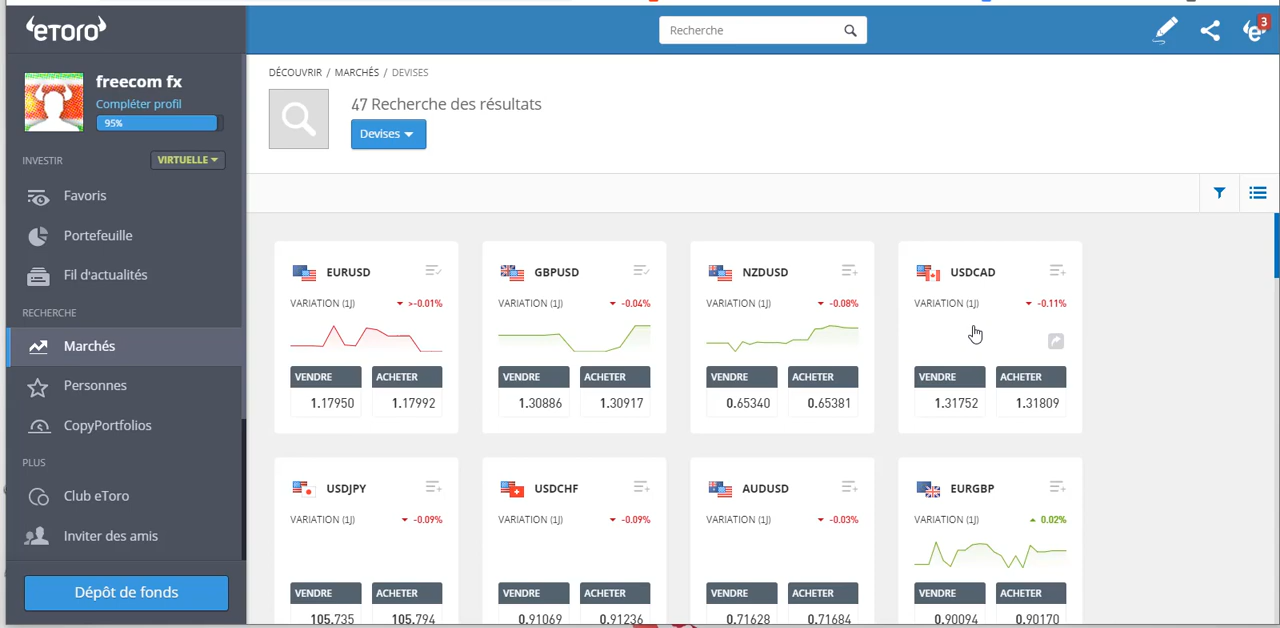 eToro
Recherche
3
freecom fx
Compléter profil
95%
INVESTIR
VIRTUELLE
Favoris
Portefeuille
Fil d'actualités
RECHERCHE
Marchés
Personnes
CopyPortfolios
PLUS
Club eToro
Inviter des amis
Dépôt de fonds
DÉCOUVRIR / MARCHÉS / DEVISES
47 Recherche des résultats
Devises
EURUSD
VARIATION (1J) >-0.01%
VENDRE ACHETER
1.17950 1.17992
GBPUSD
VARIATION (1J) -0.04%
VENDRE ACHETER
1.30886 1.30917
NZDUSD
VARIATION (1J) -0.08%
VENDRE ACHETER
0.65340 0.65381
USDCAD
VARIATION (1J) -0.11%
VENDRE ACHETER
1.31752 1.31809
USDJPY
VARIATION (1J) -0.09%
VENDRE ACHETER
105.735 105.794
USDCHF
VARIATION (1J) -0.09%
VENDRE ACHETER
0.91069 0.91236
AUDUSD
VARIATION (1J) -0.03%
VENDRE ACHETER
0.71628 0.71684
EURGBP
VARIATION (1J) 0.02%
VENDRE ACHETER
0.90094 0.90170